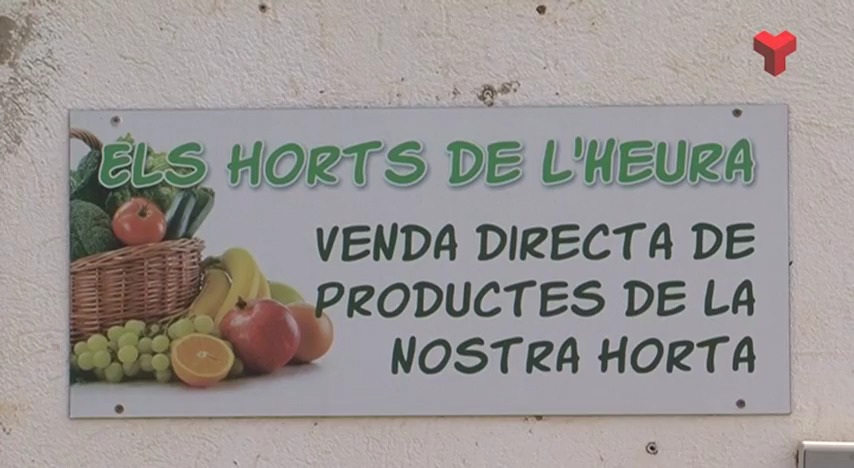 ELS HORTS DE L'HEURA
VENDA DIRECTA DE
PRODUCTES DE LA
NOSTRA HORTA